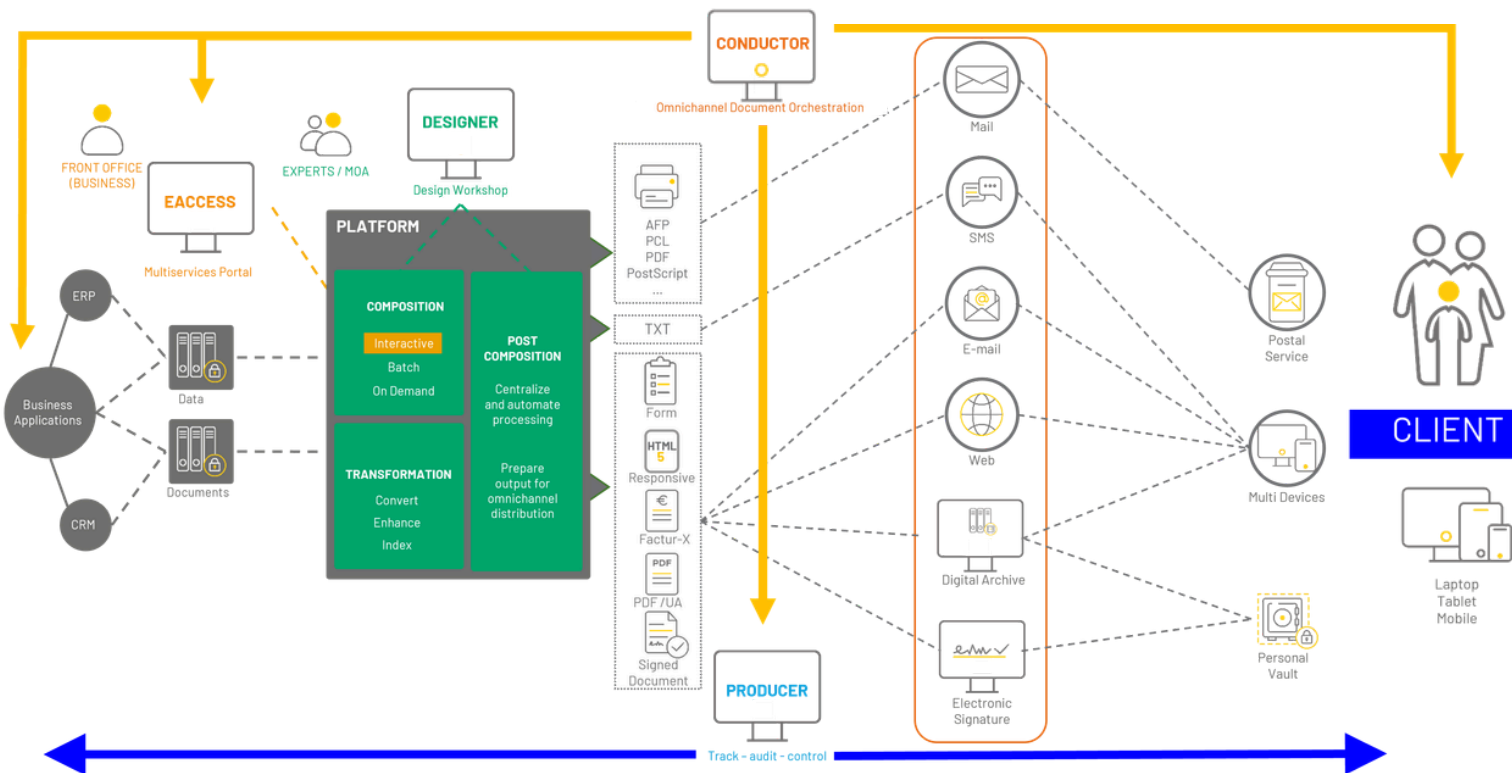 CONDUCTOR
Omnichannel Document Orchestration
FRONT OFFICE
(BUSINESS)
EACCESS
Multiservices Portal
EXPERTS / MOA
DESIGNER
Design Workshop
ERP
Business
Applications
CRM
Data
Documents
PLATFORM
COMPOSITION
Interactive
Batch
On Demand
TRANSFORMATION
Convert
Enhance
Index
POST
COMPOSITION
Centralize
and automate
processing
Prepare
output for
omnichannel
distribution
AFP
PCL
PDF
PostScript
...
TXT
Form
HTML
5
Responsive
€
Factur-X
PDF
PDF/UA
Signed
Document
Mail
SMS
@
E-mail
Web
Digital Archive
Electronic
Signature
Postal
Service
Multi Devices
Personal
Vault
CLIENT
Laptop
Tablet
Mobile
PRODUCER
Track - audit - control